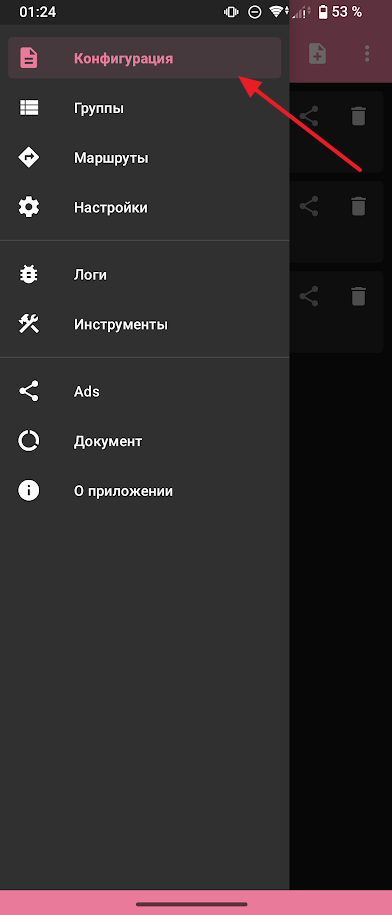 01:24
53 %
Конфигурация
Группы
Маршруты
Настройки
Логи
Инструменты
Ads
Документ
О приложении